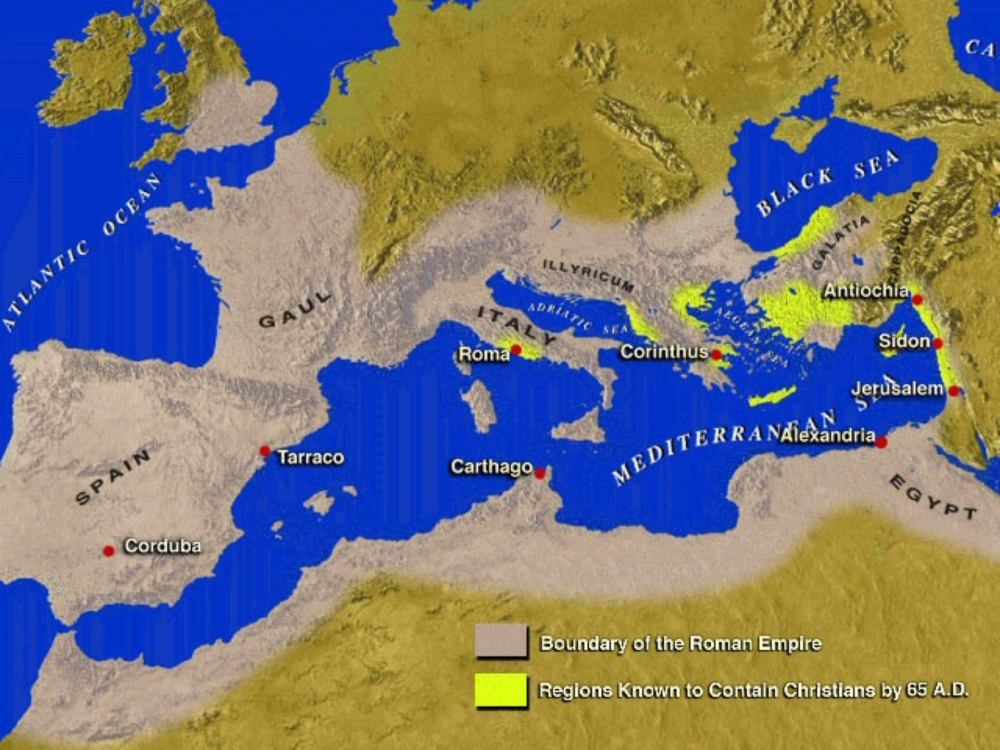 CA
ATLANTIC OCEAN
BLACK SEA
GALATIA
CAPPADOCIA
ILLYRICUM
Antiochia
GAUL
ITALY
ADRIATIC SEA
AEGEAN SEA
Roma
Corinthus
Sidon
Jerusalem
MEDITERRANEAN SEA
Alexandria
Tarraco
Carthago
SPAIN
EGYPT
Corduba
Boundary of the Roman Empire
Regions Known to Contain Christians by 65 A.D.